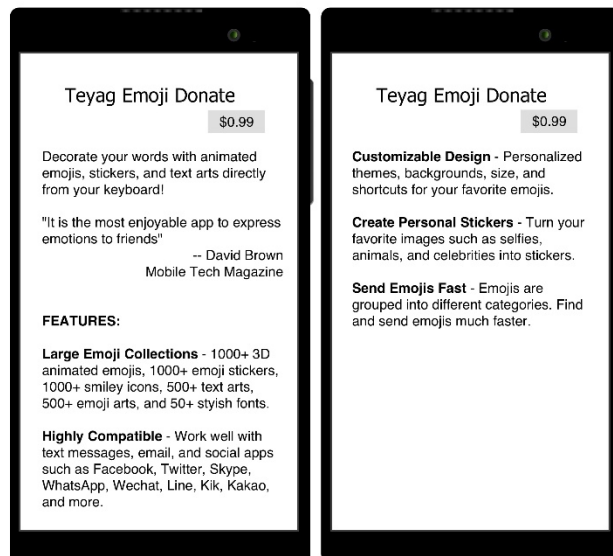 Teyag Emoji Donate
$0.99
Decorate your words with animated
emojis, stickers, and text arts directly
from your keyboard!
"It is the most enjoyable app to express
emotions to friends"
-- David Brown
Mobile Tech Magazine
FEATURES:
Large Emoji Collections - 1000+ 3D
animated emojis, 1000+ emoji stickers,
1000+ smiley icons, 500+ text arts,
500+ emoji arts, and 50+ styish fonts.
Highly Compatible - Work well with
text messages, email, and social apps
such as Facebook, Twitter, Skype,
WhatsApp, Wechat, Line, Kik, Kakao,
and more.
Teyag Emoji Donate
$0.99
Customizable Design - Personalized
themes, backgrounds, size, and
shortcuts for your favorite emojis.
Create Personal Stickers - Turn your
favorite images such as selfies,
animals, and celebrities into stickers.
Send Emojis Fast - Emojis are
grouped into different categories. Find
and send emojis much faster.